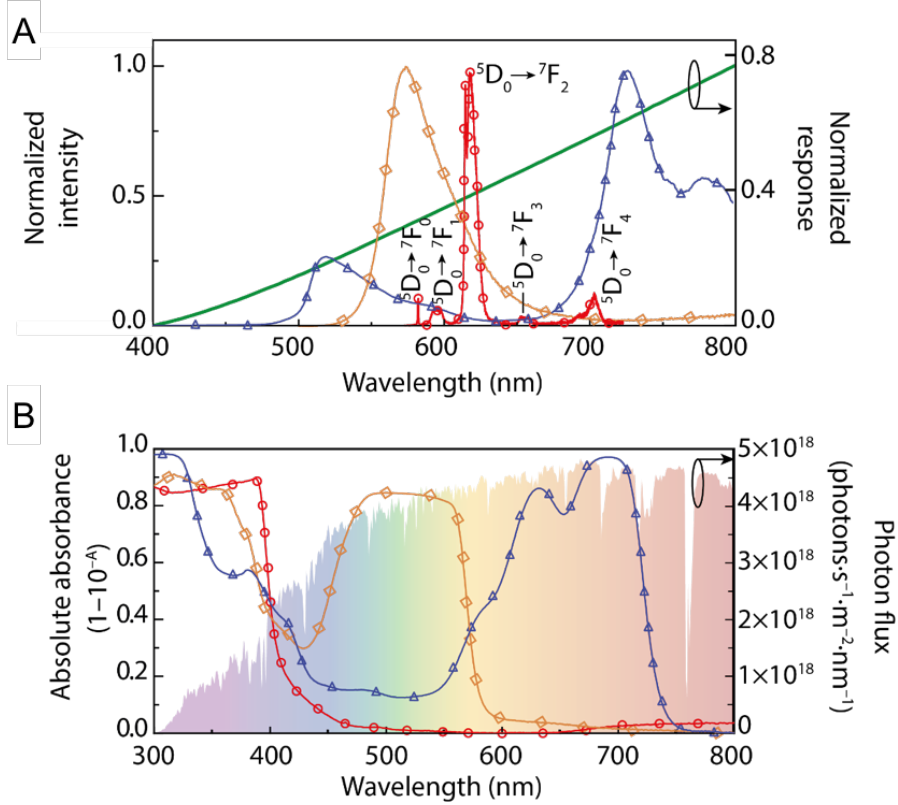 A
1.0
0.5
0.0
0.8
0.4
0.0
Normalized
intensity
Normalized
response
⁵D₀→⁷F₂
⁵D₀→⁷F₀
⁵D₀→⁷F₁
⁵D₀→⁷F₃
⁵D₀→⁷F₄
400 500 600 700 800
Wavelength (nm)
B
1.0
0.8
0.6
0.4
0.2
0.0
Absolute absorbance
(1−10⁻ᴬ)
5×10¹⁸
4×10¹⁸
3×10¹⁸
2×10¹⁸
1×10¹⁸
0
Photon flux
(photons·s⁻¹·m⁻²·nm⁻¹)
300 400 500 600 700 800
Wavelength (nm)